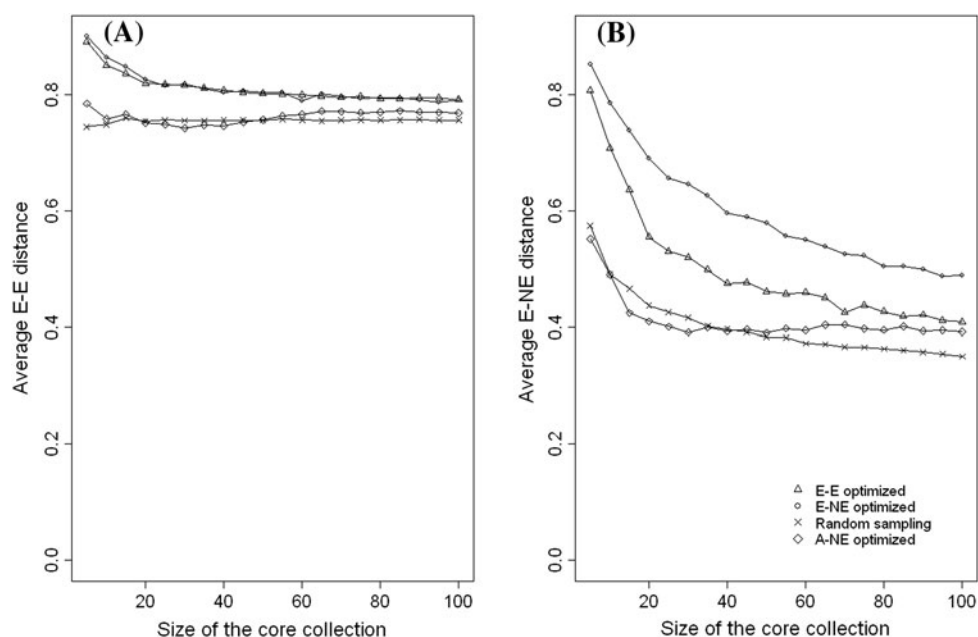 (A)
Average E-E distance
0.0
0.2
0.4
0.6
0.8
20
40
60
80
100
Size of the core collection
(B)
Average E-NE distance
0.0
0.2
0.4
0.6
0.8
E-E optimized
E-NE optimized
Random sampling
A-NE optimized
20
40
60
80
100
Size of the core collection